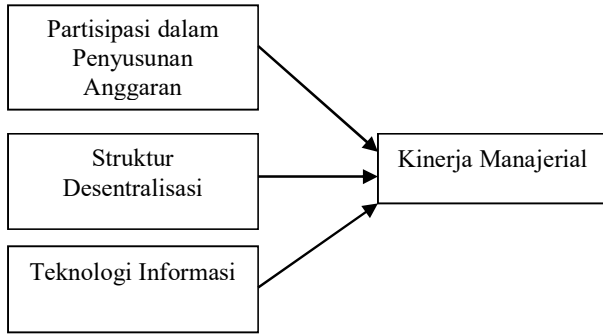 Partisipasi dalam
Penyusunan
Anggaran
Struktur
Desentralisasi
Kinerja Manajerial
Teknologi Informasi